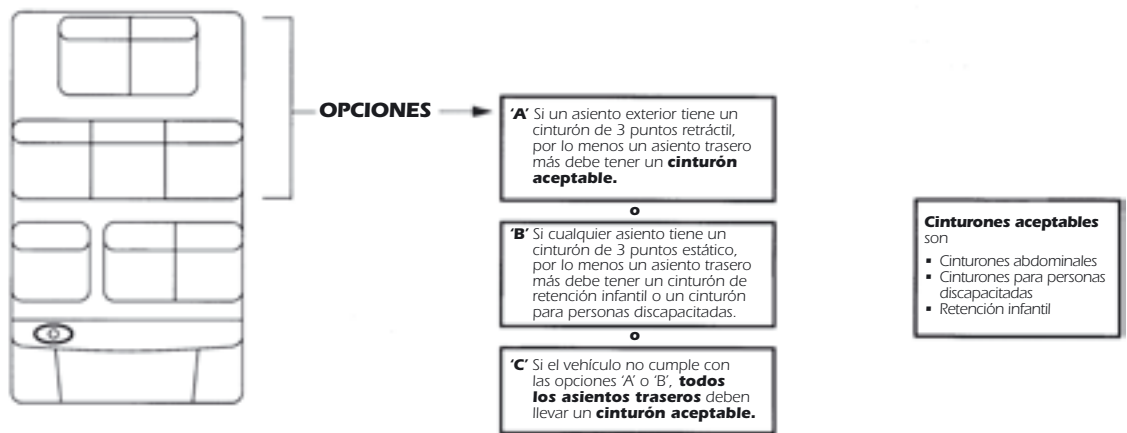 OPCIONES
‘A’ Si un asiento exterior tiene un
cinturón de 3 puntos retráctil,
por lo menos un asiento trasero
más debe tener un cinturón
aceptable.
o
‘B’ Si cualquier asiento tiene un
cinturón de 3 puntos estático,
por lo menos un asiento trasero
más debe tener un cinturón de
retención infantil o un cinturón
para personas discapacitadas.
o
‘C’ Si el vehículo no cumple con
las opciones ‘A’ o ‘B’, todos
los asientos traseros deben
llevar un cinturón aceptable.
Cinturones aceptables
son
▪ Cinturones abdominales
▪ Cinturones para personas
discapacitadas
▪ Retención infantil